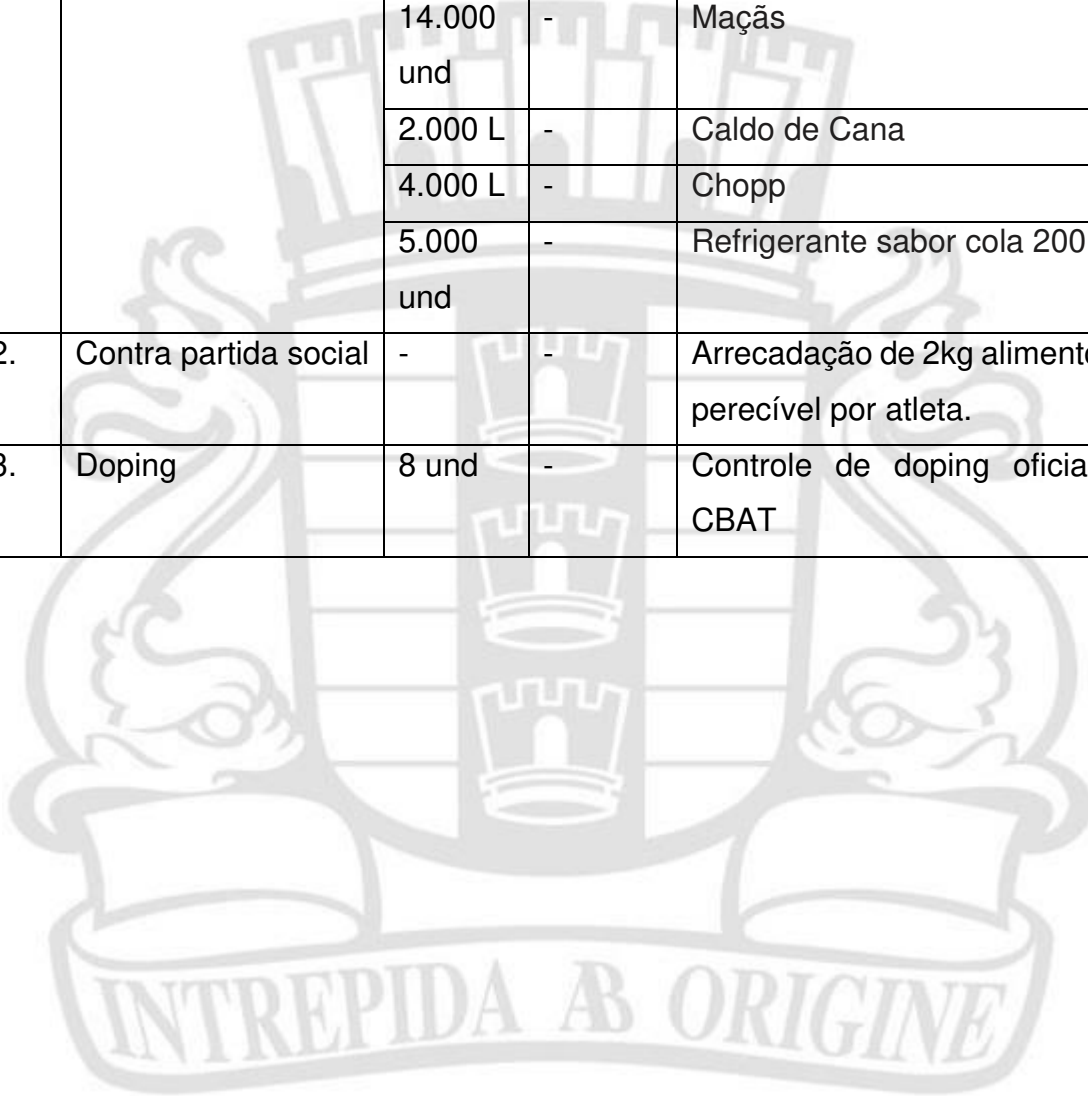 14.000 - Maçãs
und
2.000 L - Caldo de Cana
4.000 L - Chopp
5.000 - Refrigerante sabor cola 200
und
2. Contra partida social - - Arrecadação de 2kg aliment
perecível por atleta.
3. Doping 8 und - Controle de doping oficia
CBAT
INTREPIDA AB ORIGINE